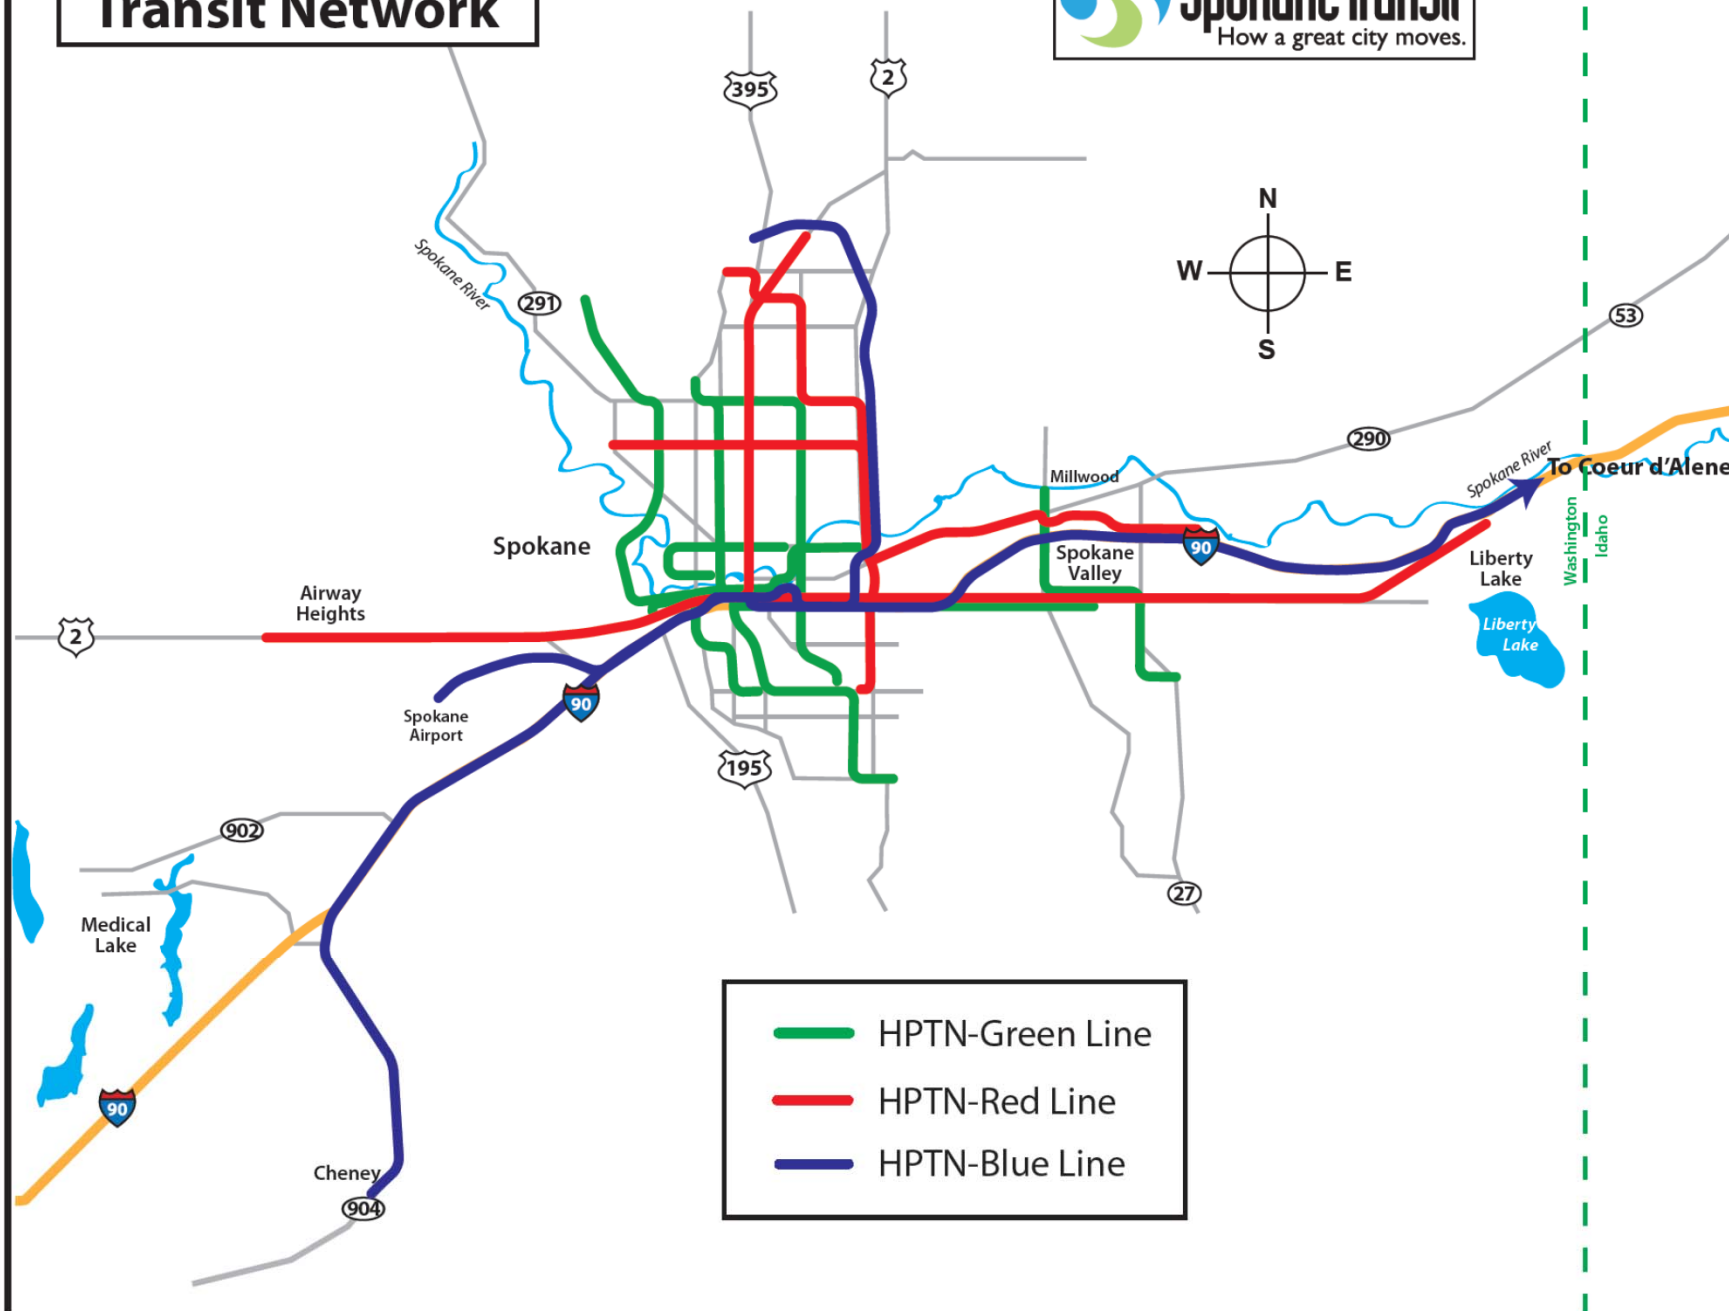 Transit Network
Spokane Transit
How a great city moves.
395
2
N
W
E
S
Spokane River
291
53
290
Spokane River
To Coeur d'Alene
Millwood
Washington
Idaho
Spokane
Spokane
Valley
90
Liberty
Lake
Airway
Heights
2
Liberty
Lake
90
Spokane
Airport
195
902
27
Medical
Lake
HPTN-Green Line
HPTN-Red Line
90
HPTN-Blue Line
Cheney
904